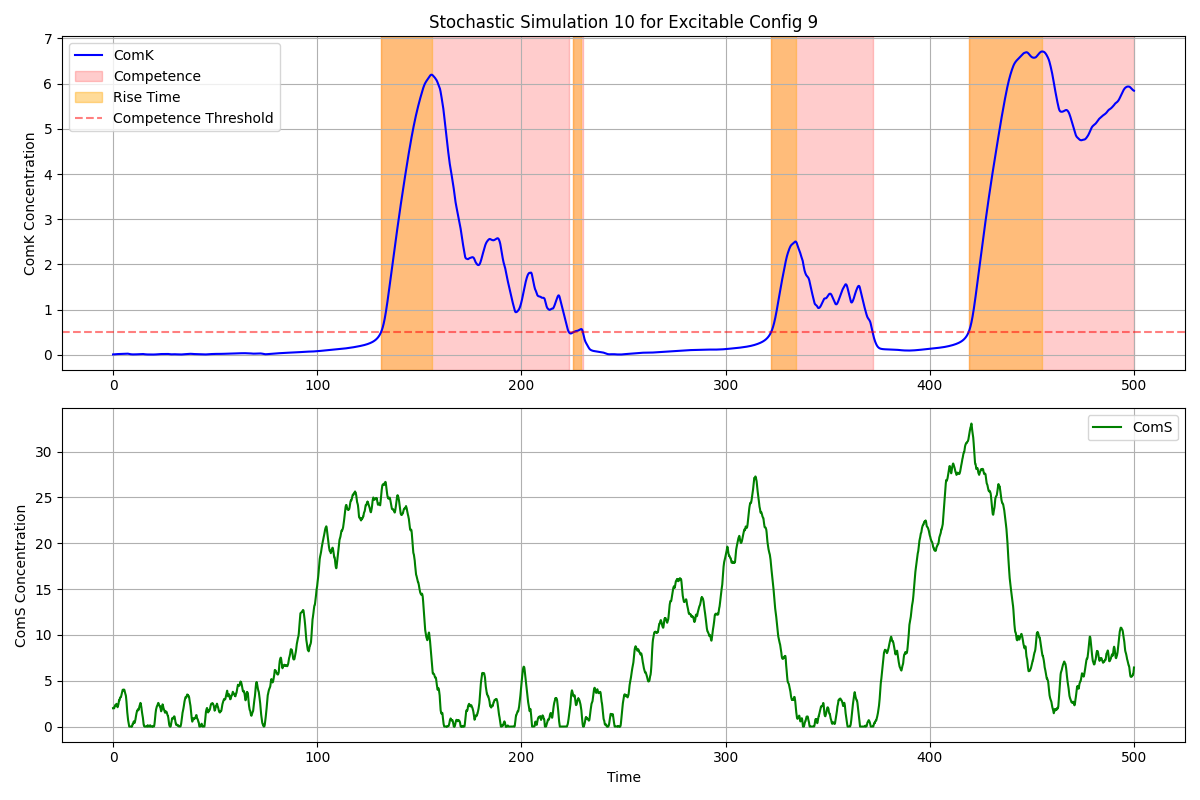 Stochastic Simulation 10 for Excitable Config 9
ComK Concentration
7
6
5
4
3
2
1
0
ComK
Competence
Rise Time
Competence Threshold
0 100 200 300 400 500
ComS Concentration
30
25
20
15
10
5
0
ComS
0 100 200 300 400 500
Time